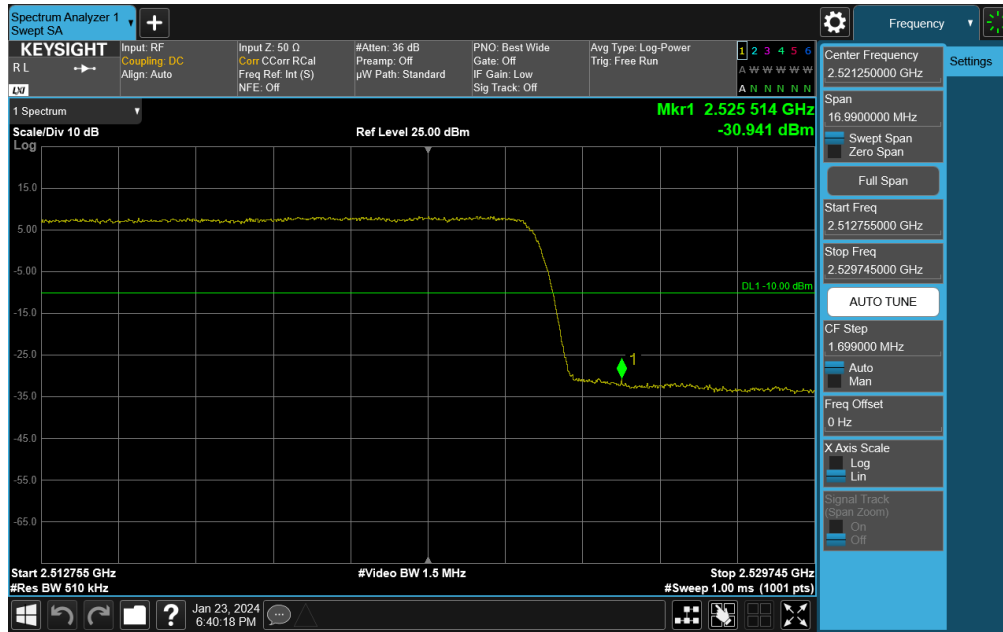 Spectrum Analyzer 1
Swept SA
Frequency
KEYSIGHT
R L
LXI
Input: RF
Coupling: DC
Align: Auto
Input Z: 50 Ω
Corr CCorr RCal
Freq Ref: Int (S)
NFE: Off
#Atten: 36 dB
Preamp: Off
µW Path: Standard
PNO: Best Wide
Gate: Off
IF Gain: Low
Sig Track: Off
Avg Type: Log-Power
Trig: Free Run
1 2 3 4 5 6
A W W W W W
A N N N N N
1 Spectrum
Mkr1 2.525 514 GHz
-30.941 dBm
Scale/Div 10 dB
Ref Level 25.00 dBm
Log
15.0
5.00
-5.00
DL1 -10.00 dBm
-15.0
-25.0
1
-35.0
-45.0
-55.0
-65.0
Start 2.512755 GHz
#Res BW 510 kHz
#Video BW 1.5 MHz
Stop 2.529745 GHz
#Sweep 1.00 ms (1001 pts)
?
Jan 23, 2024
6:40:18 PM
Center Frequency
2.521250000 GHz
Settings
Span
16.9900000 MHz
Swept Span
Zero Span
Full Span
Start Freq
2.512755000 GHz
Stop Freq
2.529745000 GHz
AUTO TUNE
CF Step
1.699000 MHz
Auto
Man
Freq Offset
0 Hz
X Axis Scale
Log
Lin
Signal Track
(Span Zoom)
On
Off